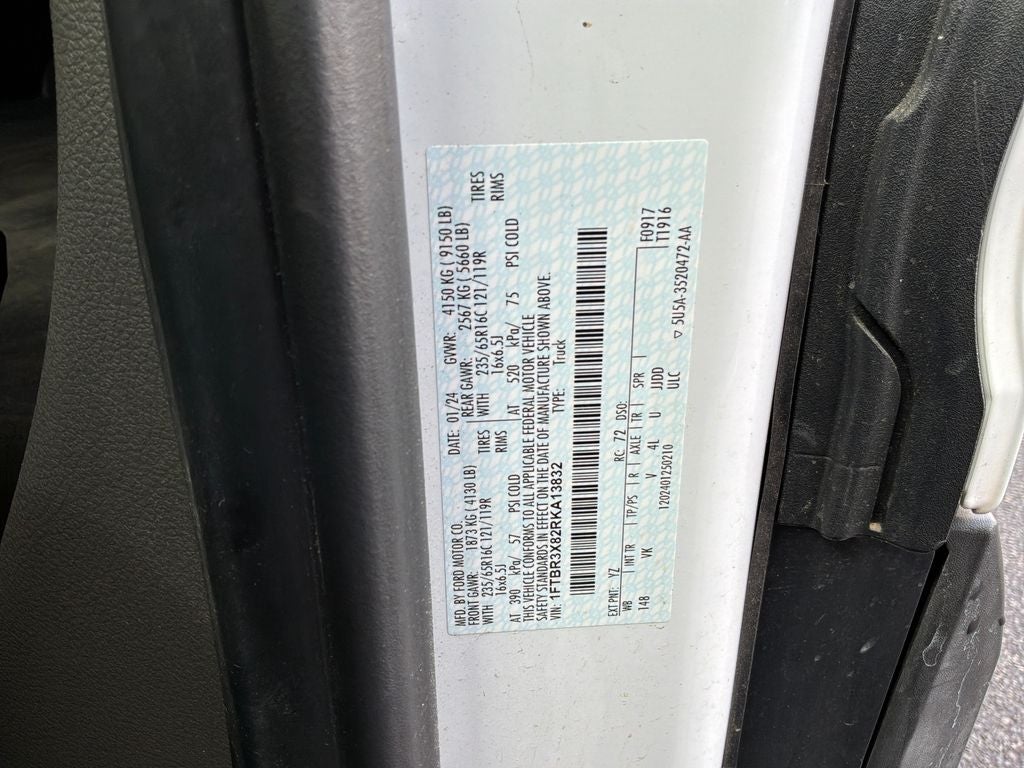 MFD. BY FORD MOTOR CO.
DATE: 01/24 GVWR: 4150 KG ( 9150 LB)
FRONT GAWR: 1873 KG ( 4130 LB)
REAR GAWR: 2567 KG ( 5660 LB)
WITH 235/65R16C 121/119R TIRES
WITH 235/65R16C 121/119R TIRES
16x6.5J RIMS
16x6.5J RIMS
AT 390 kPa/ 57 PSI COLD
AT 520 kPa/ 75 PSI COLD
THIS VEHICLE CONFORMS TO ALL APPLICABLE FEDERAL MOTOR VEHICLE
SAFETY STANDARDS IN EFFECT ON THE DATE OF MANUFACTURE SHOWN ABOVE.
VIN: 1FTBR3X82RKA13832 TYPE: Truck
EXT PNT: YZ RC: 72 DSO: F0917
WB INT TR TP/PS R AXLE TR SPR T1916
148 VK V 4L U UJDD
1202401250210 ULC
▽ 5U5A-3520472-AA